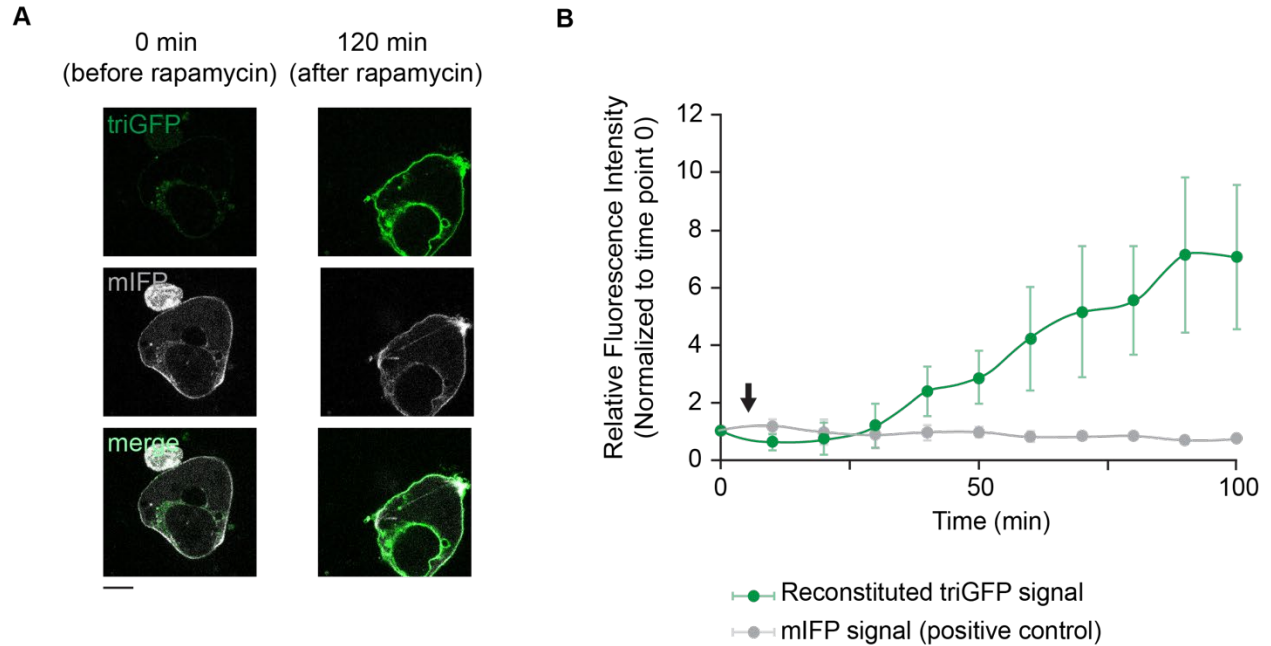 A
0 min
(before rapamycin)
120 min
(after rapamycin)
triGFP
mIFP
merge
B
Relative Fluorescence Intensity
(Normalized to time point 0)
12
10
8
6
4
2
0
0
50
100
Time (min)
Reconstituted triGFP signal
mIFP signal (positive control)